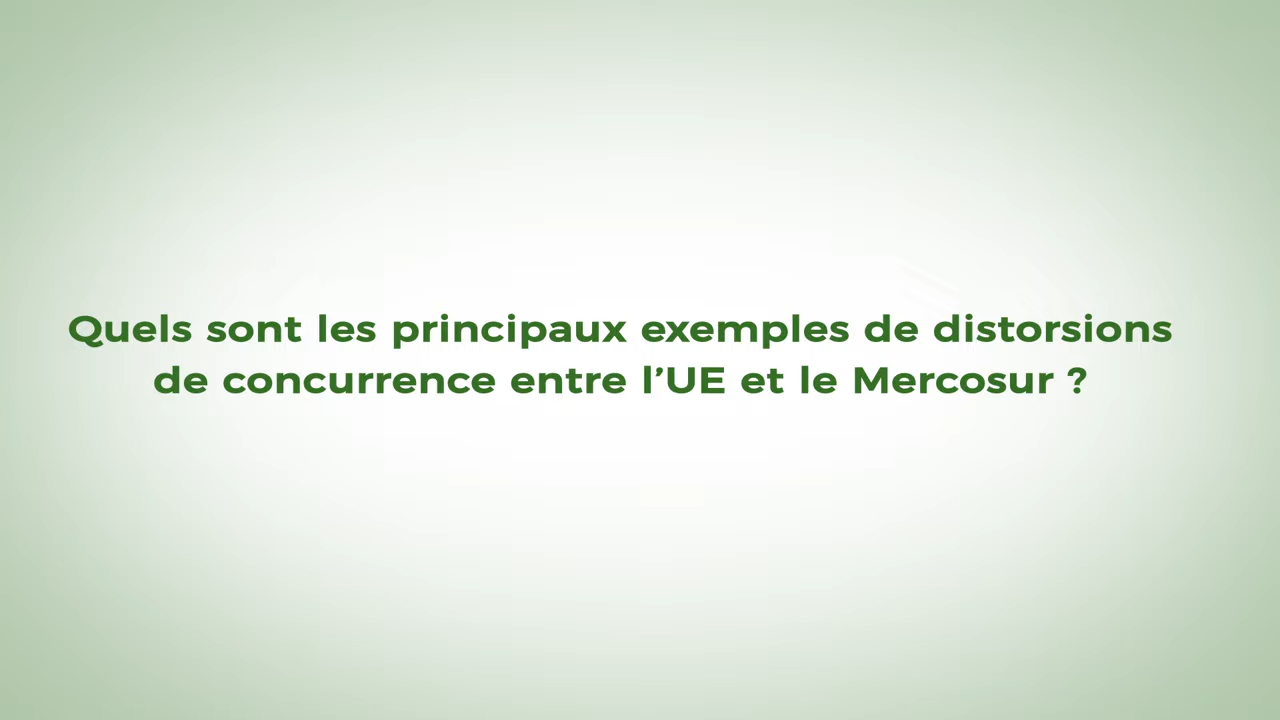 Quels sont les principaux exemples de distorsions
de concurrence entre l’UE et le Mercosur ?